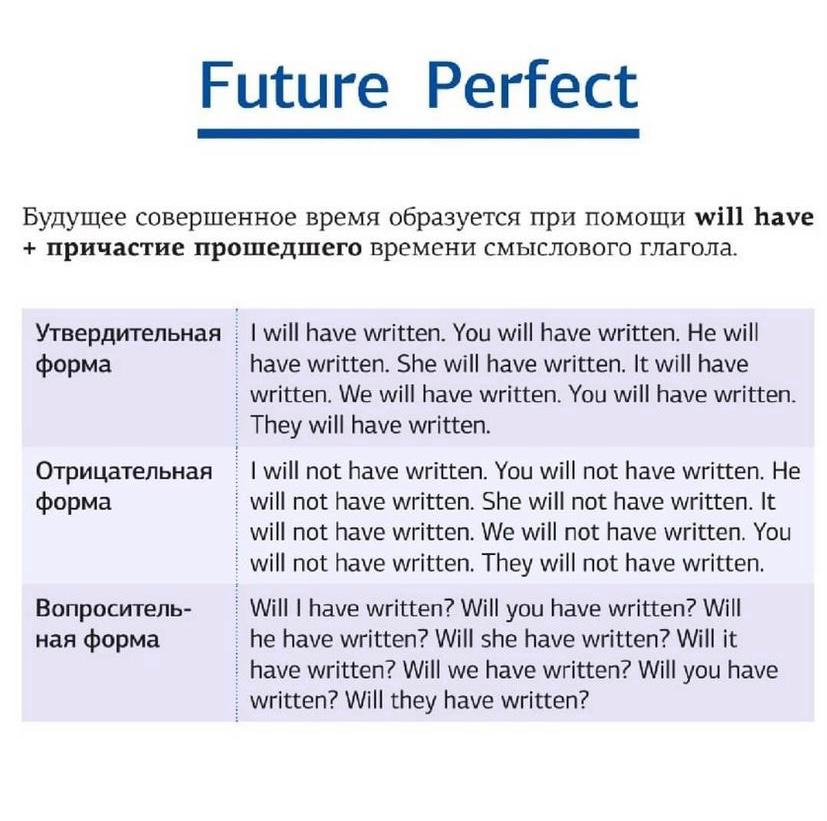 Future Perfect
Будущее совершенное время образуется при помощи will have
+ причастие прошедшего времени смыслового глагола.
Утвердительная
форма
I will have written. You will have written. He will
have written. She will have written. It will have
written. We will have written. You will have written.
They will have written.
Отрицательная
форма
I will not have written. You will not have written. He
will not have written. She will not have written. It
will not have written. We will not have written. You
will not have written. They will not have written.
Вопроситель-
ная форма
Will I have written? Will you have written? Will
he have written? Will she have written? Will it
have written? Will we have written? Will you have
written? Will they have written?